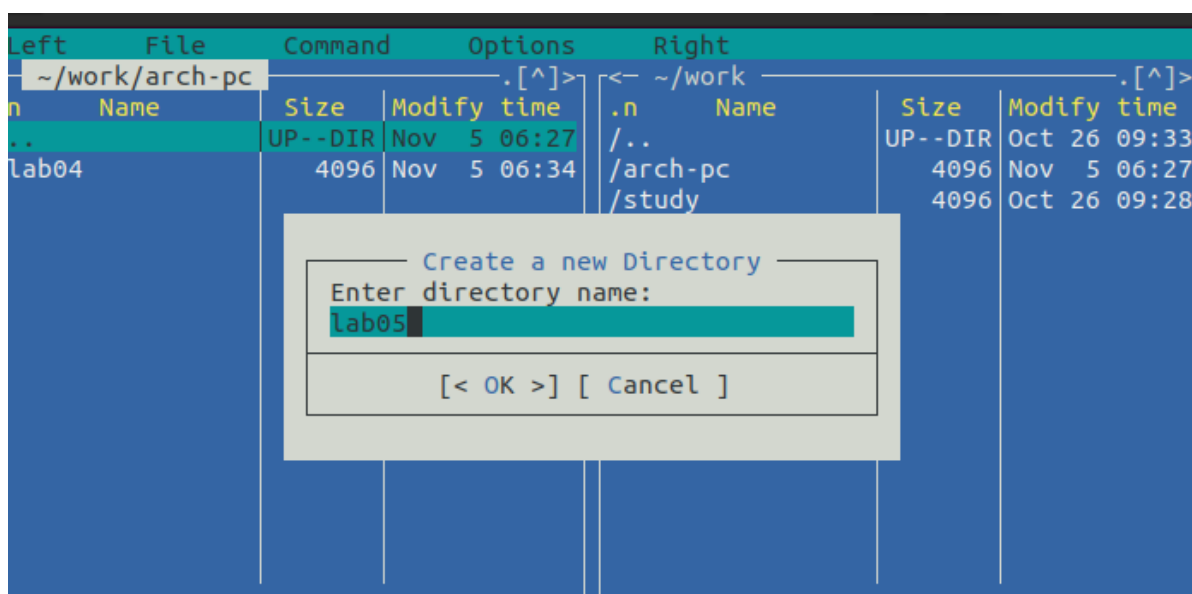 Left File Command Options Right
~/work/arch-pc .[^]> <— ~/work .[^]>
n Name Size Modify time .n Name Size Modify time
.. UP--DIR Nov 5 06:27 /.. UP--DIR Oct 26 09:33
lab04 4096 Nov 5 06:34 /arch-pc 4096 Nov 5 06:27
/study 4096 Oct 26 09:28
Create a new Directory
Enter directory name:
lab05
[< OK >] [ Cancel ]